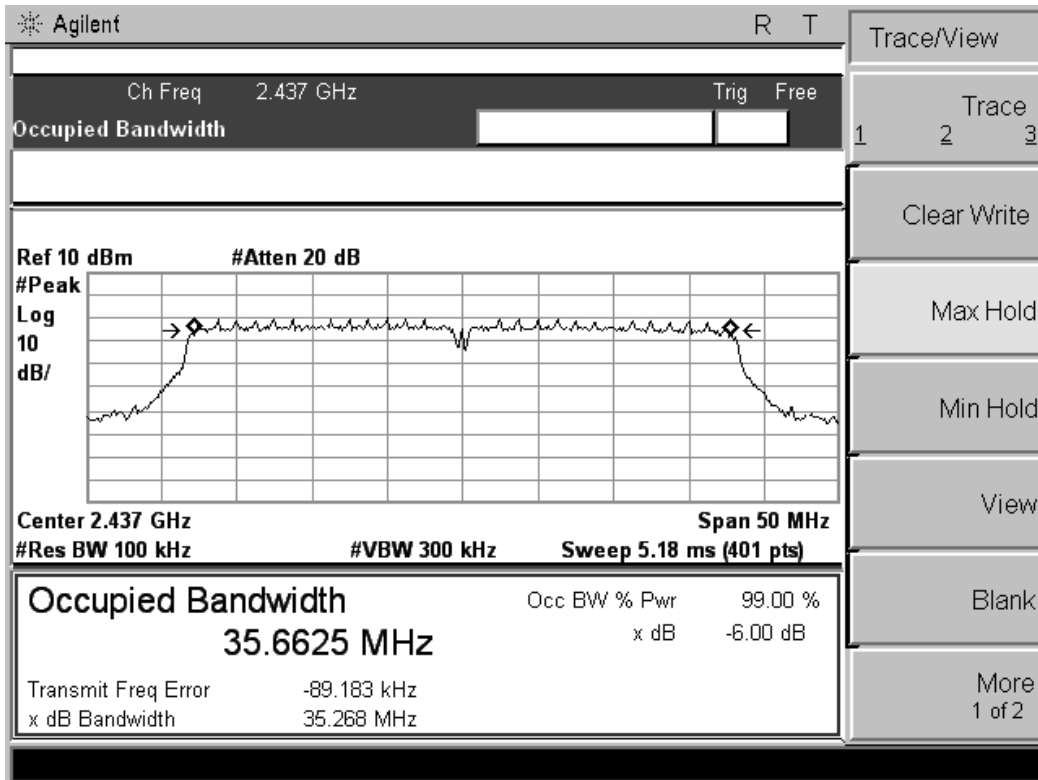 Agilent R T
Ch Freq 2.437 GHz Trig Free
Occupied Bandwidth
Ref 10 dBm #Atten 20 dB
#Peak
Log
10
dB/
Center 2.437 GHz Span 50 MHz
#Res BW 100 kHz #VBW 300 kHz Sweep 5.18 ms (401 pts)
Occupied Bandwidth
35.6625 MHz
Occ BW % Pwr 99.00 %
x dB -6.00 dB
Transmit Freq Error -89.183 kHz
x dB Bandwidth 35.268 MHz
Trace/View
Trace
1 2 3
Clear Write
Max Hold
Min Hold
View
Blank
More
1 of 2